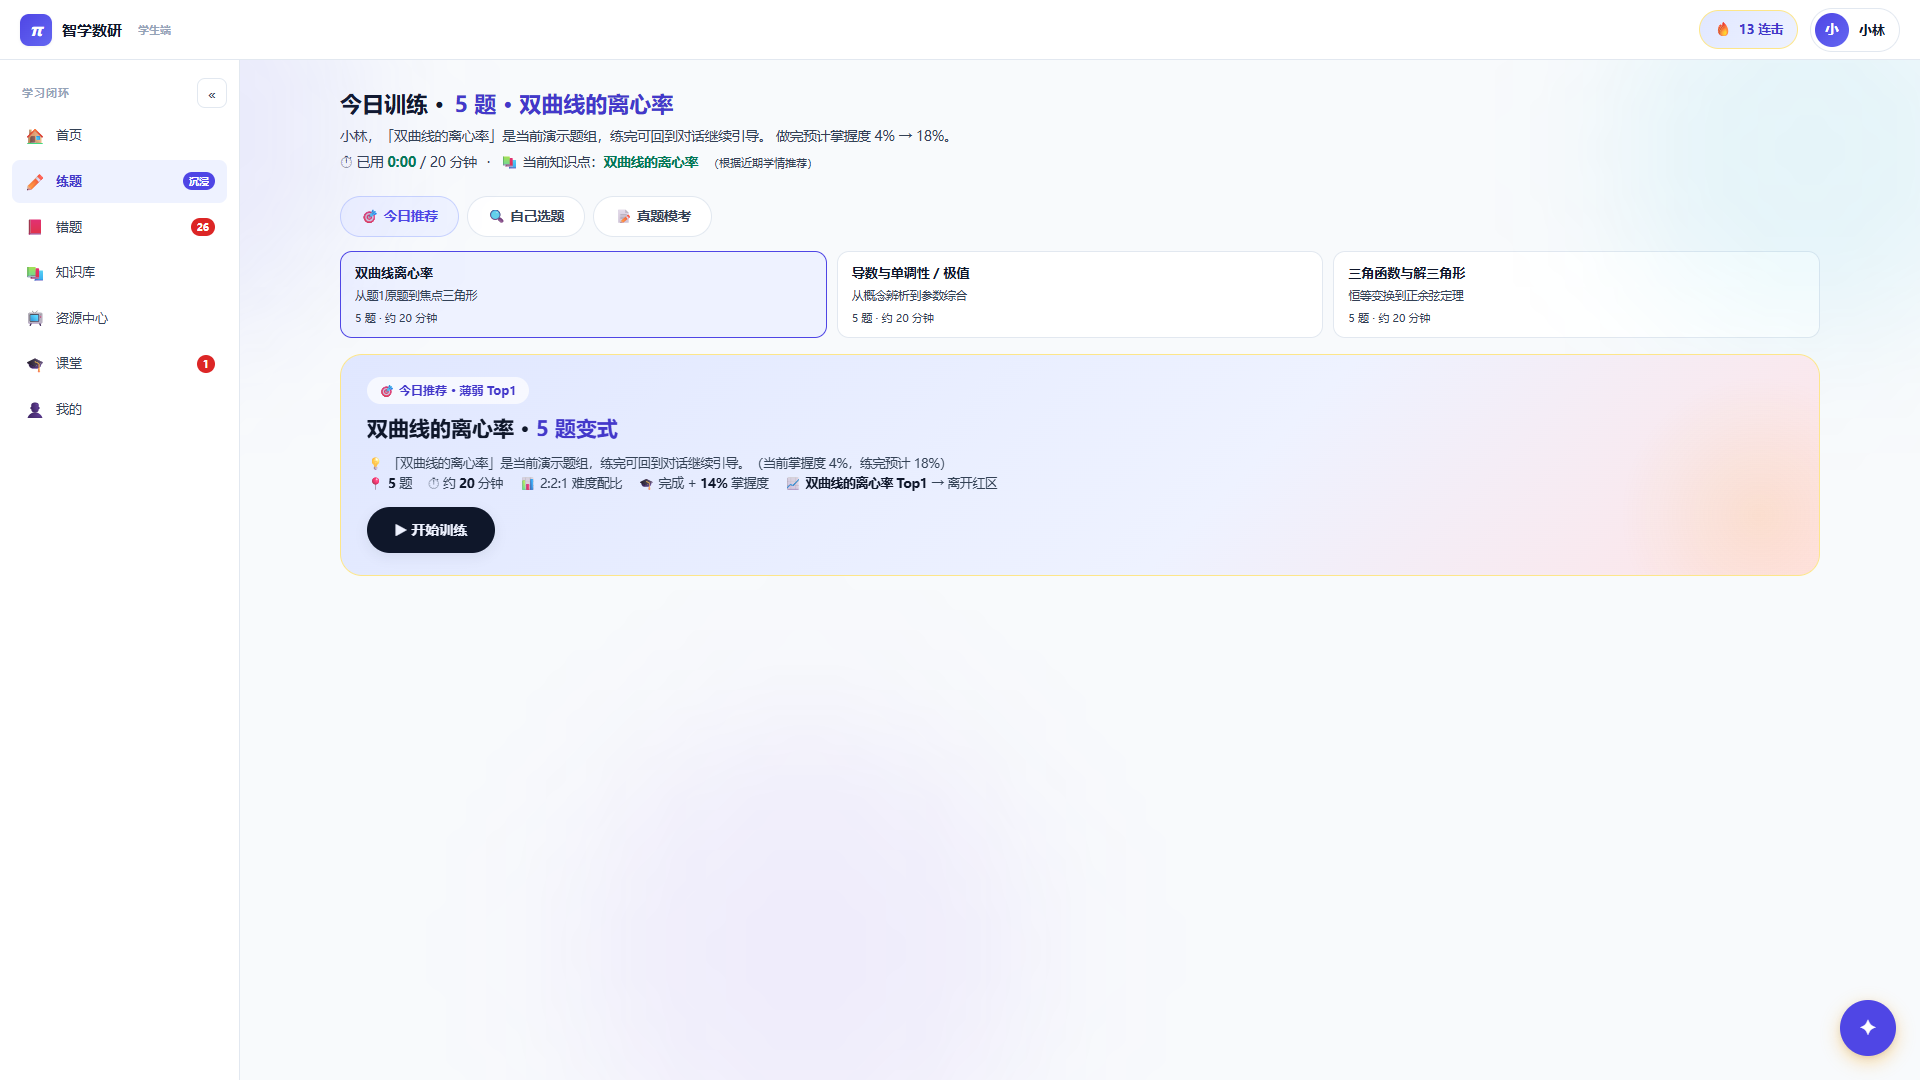 π 智学数研 学生端
🔥 13 连击
小 小林
学习闭环 «
首页
练题 沉浸
错题 26
知识库
资源中心
课堂 1
我的
今日训练 • 5 题 • 双曲线的离心率
小林，「双曲线的离心率」是当前演示题组，练完可回到对话继续引导。 做完预计掌握度 4% → 18%。
⏱ 已用 0:00 / 20 分钟 · 📚 当前知识点：双曲线的离心率 （根据近期学情推荐）
🎯 今日推荐
🔍 自己选题
📝 真题模考
双曲线离心率
从题1原题到焦点三角形
5 题 · 约 20 分钟
导数与单调性 / 极值
从概念辨析到参数综合
5 题 · 约 20 分钟
三角函数与解三角形
恒等变换到正余弦定理
5 题 · 约 20 分钟
🎯 今日推荐 • 薄弱 Top1
双曲线的离心率 • 5 题变式
💡 「双曲线的离心率」是当前演示题组，练完可回到对话继续引导。（当前掌握度 4%，练完预计 18%）
📍 5 题 ⏱ 约 20 分钟 📊 2:2:1 难度配比 🎓 完成 + 14% 掌握度 📈 双曲线的离心率 Top1 → 离开红区
▶ 开始训练
✦